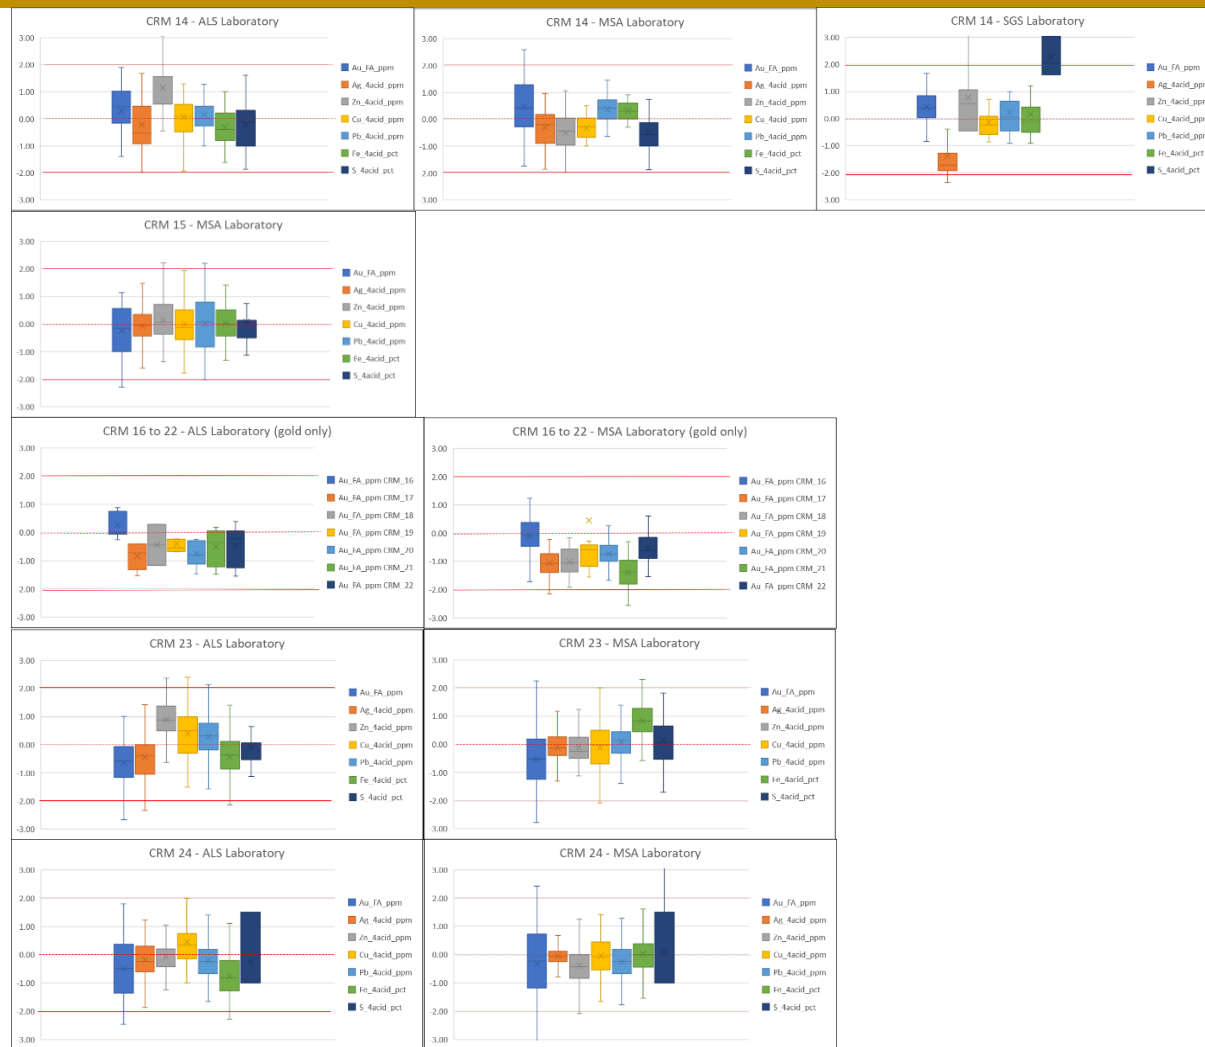 CRM 14 - ALS Laboratory
3.00
2.00
1.00
0.00
-1.00
2.00
3.00
Au_FA_ppm
Ag_4acid_ppm
Zn_4acid_ppm
Cu_4acid_ppm
Pb_4acid_ppm
Fe_4acid_pct
S_4acid_pct
CRM 14 - MSA Laboratory
3.00
2.00
1.00
0.00
-1.00
2.00
3.00
Au_FA_ppm
Ag_4acid_ppm
Zn_4acid_ppm
Cu_4acid_ppm
Pb_4acid_ppm
Fe_4acid_pct
S_4acid_pct
CRM 14 - SGS Laboratory
3.00
2.00
1.00
0.00
1.00
2.00
3.00
Au_FA_ppm
Ag_4acid_ppm
Zn_4acid_ppm
Cu_4acid_ppm
Pb_4acid_ppm
Fe_4acid_pct
S_4acid_pct
CRM 15 - MSA Laboratory
3.00
2.00
1.00
0.00
-1.00
-2.00
-3.00
Au_FA_ppm
Ag_4acid_ppm
Zn_4acid_ppm
Cu_4acid_ppm
Pb_4acid_ppm
Fe_4acid_pct
S_4acid_pct
CRM 16 to 22 - ALS Laboratory (gold only)
3.00
2.00
1.00
0.00
-1.00
-2.00
-3.00
Au_FA_ppm CRM_16
Au_FA_ppm CRM_17
Au_FA_ppm CRM_18
Au_FA_ppm CRM_19
Au_FA_ppm CRM_20
Au_FA_ppm CRM_21
Au_FA_ppm CRM_22
CRM 16 to 22 - MSA Laboratory (gold only)
3.00
2.00
1.00
0.00
-1.00
-2.00
-3.00
Au_FA_ppm CRM_16
Au_FA_ppm CRM_17
Au_FA_ppm CRM_18
Au_FA_ppm CRM_19
Au_FA_ppm CRM_20
Au_FA_ppm CRM_21
Au_FA_ppm CRM_22
CRM 23 - ALS Laboratory
3.00
2.00
1.00
0.00
-1.00
-2.00
-3.00
Au_FA_ppm
Ag_4acid_ppm
Zn_4acid_ppm
Cu_4acid_ppm
Pb_4acid_ppm
Fe_4acid_pct
S_4acid_pct
CRM 23 - MSA Laboratory
3.00
2.00
1.00
0.00
-1.00
-2.00
-3.00
Au_FA_ppm
Ag_4acid_ppm
Zn_4acid_ppm
Cu_4acid_ppm
Pb_4acid_ppm
Fe_4acid_pct
S_4acid_pct
CRM 24 - ALS Laboratory
3.00
2.00
1.00
0.00
-1.00
-2.00
-3.00
Au_FA_ppm
Ag_4acid_ppm
Zn_4acid_ppm
Cu_4acid_ppm
Pb_4acid_ppm
Fe_4acid_pct
S_4acid_pct
CRM 24 - MSA Laboratory
3.00
2.00
1.00
0.00
-1.00
-2.00
-3.00
Au_FA_ppm
Ag_4acid_ppm
Zn_4acid_ppm
Cu_4acid_ppm
Pb_4acid_ppm
Fe_4acid_pct
S_4acid_pct